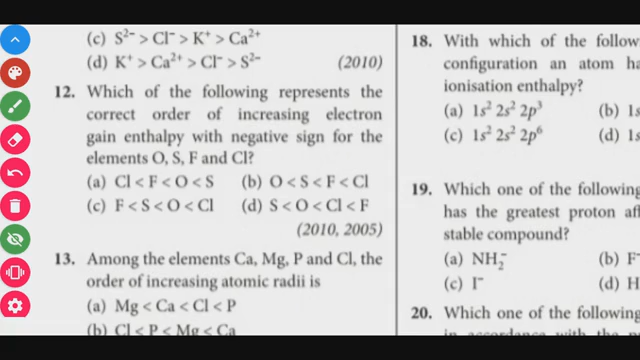 (c) S²⁻ > Cl⁻ > K⁺ > Ca²⁺
(d) K⁺ > Ca²⁺ > Cl⁻ > S²⁻ (2010)
12. Which of the following represents the
correct order of increasing electron
gain enthalpy with negative sign for the
elements O, S, F and Cl?
(a) Cl < F < O < S (b) O < S < F < Cl
(c) F < S < O < Cl (d) S < O < Cl < F
(2010, 2005)
13. Among the elements Ca, Mg, P and Cl, the
order of increasing atomic radii is
(a) Mg < Ca < Cl < P
(b) Cl < P < Mg < Ca
18. With which of the follow
configuration an atom ha
ionisation enthalpy?
(a) 1s² 2s² 2p³ (b) 1s
(c) 1s² 2s² 2p⁶ (d) 1s
19. Which one of the following
has the greatest proton aff
stable compound?
(a) NH₂⁻ (b) F⁻
(c) I⁻ (d) H
20. Which one of the following
in accordance with the p